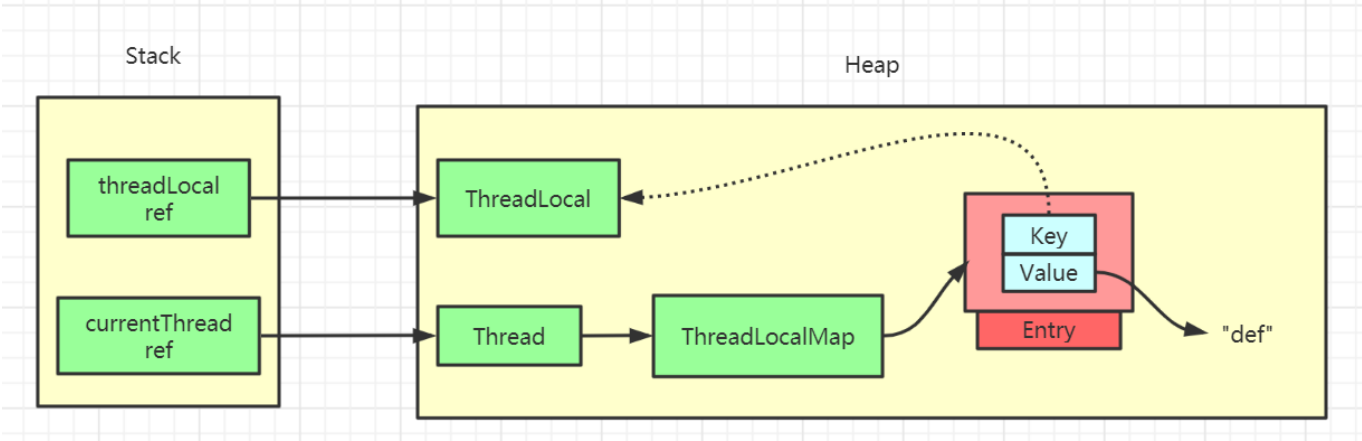 Stack
Heap
threadLocal
ref
ThreadLocal
Key
Value
currentThread
ref
Thread
ThreadLocalMap
Entry
"def"